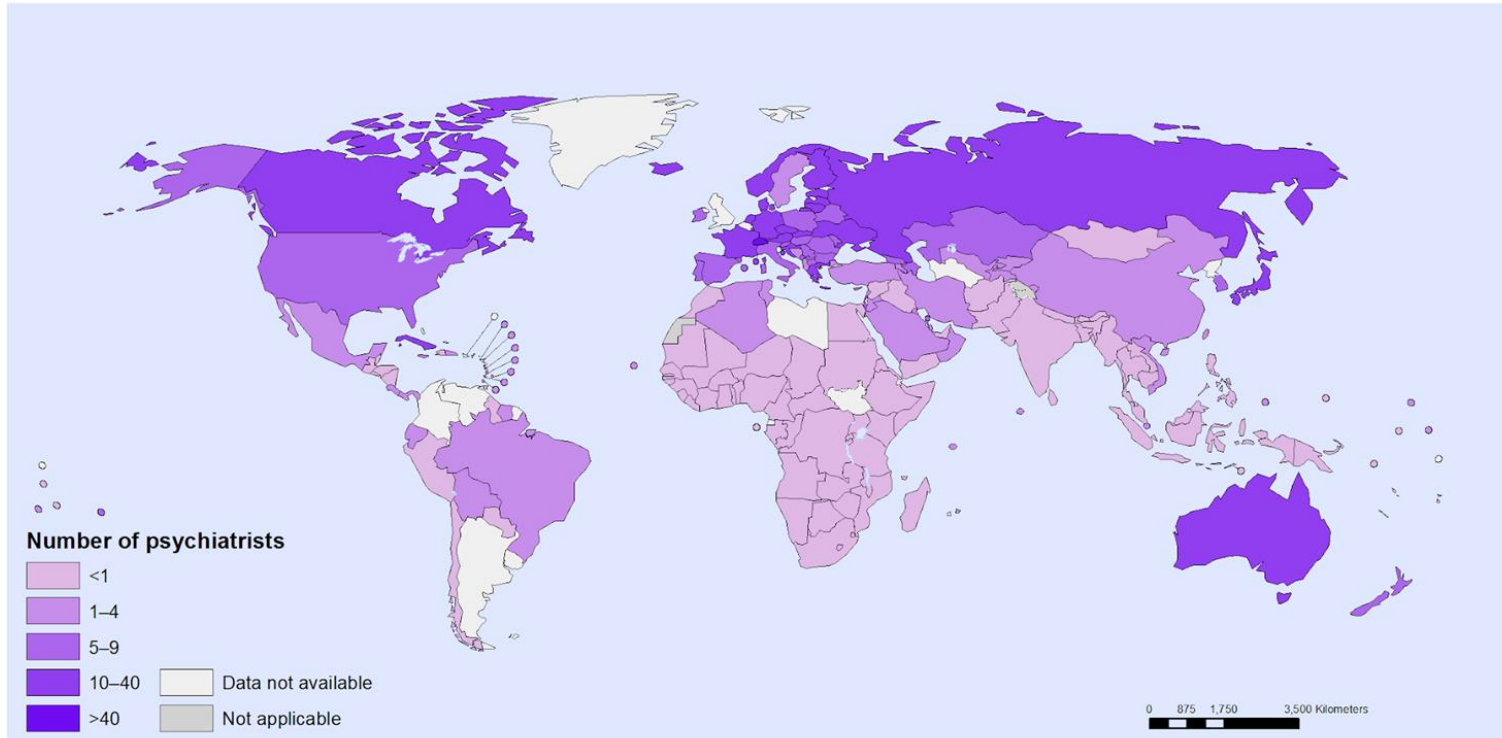 Number of psychiatrists
<1
1–4
5–9
10–40
>40
Data not available
Not applicable
0 875 1,750 3,500 Kilometers